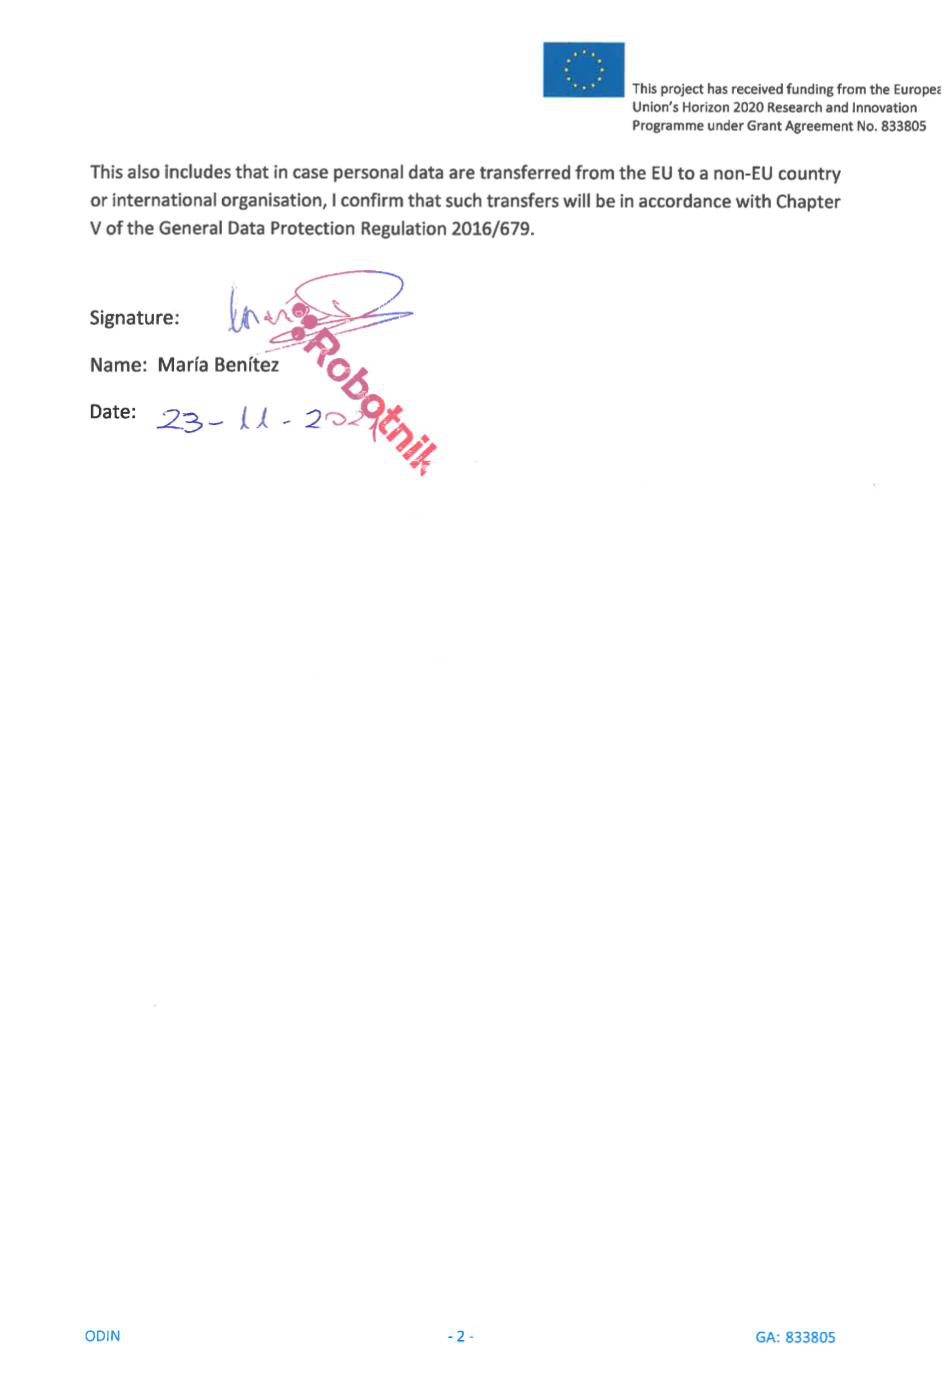 This project has received funding from the Europea
Union's Horizon 2020 Research and Innovation
Programme under Grant Agreement No. 833805
This also includes that in case personal data are transferred from the EU to a non-EU country
or international organisation, I confirm that such transfers will be in accordance with Chapter
V of the General Data Protection Regulation 2016/679.
Signature:
Robotnik
Name: María Benítez
Date: 23-11-2021
ODIN
- 2 -
GA: 833805